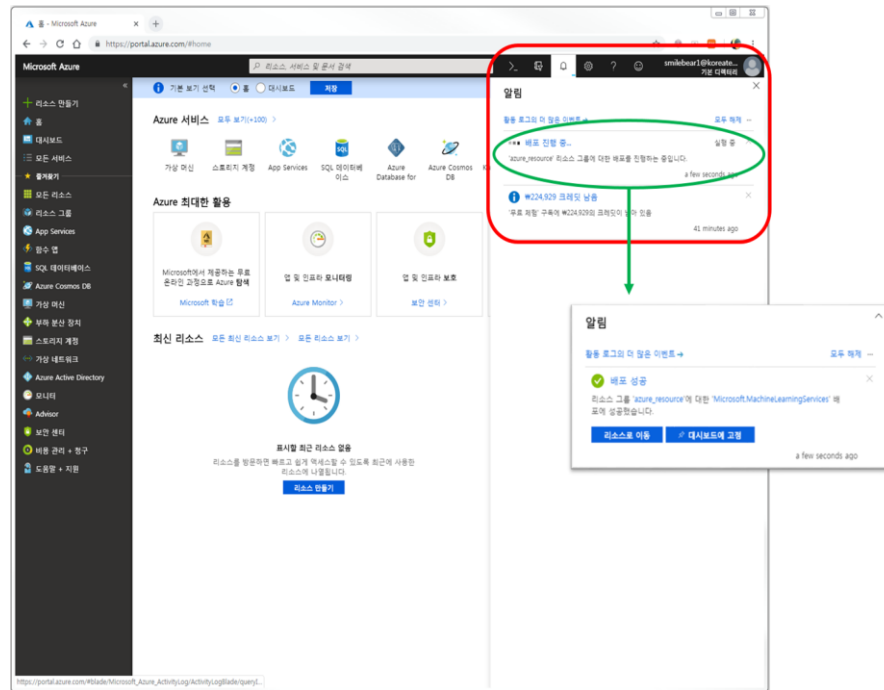 홈 - Microsoft Azure
https://portal.azure.com/#home
Microsoft Azure
리소스, 서비스 및 문서 검색
smilebear1@koreate...
기본 디렉터리
리소스 만들기
홈
대시보드
모든 서비스
즐겨찾기
모든 리소스
리소스 그룹
App Services
함수 앱
SQL 데이터베이스
Azure Cosmos DB
가상 머신
부하 분산 장치
스토리지 계정
가상 네트워크
Azure Active Directory
모니터
Advisor
보안 센터
비용 관리 + 청구
도움말 + 지원
기본 보기 선택 홈 대시보드 저장
Azure 서비스 모두 보기(+100) >
가상 머신
스토리지 계정
App Services
SQL 데이터베
이스
Azure
Database for
Azure Cosmos
DB
Azure 최대한 활용
Microsoft에서 제공하는 무료
온라인 과정으로 Azure 탐색
Microsoft 학습
앱 및 인프라 모니터링
Azure Monitor >
앱 및 인프라 보호
보안 센터 >
최신 리소스 모든 최신 리소스 보기 > 모든 리소스 보기 >
표시할 최근 리소스 없음
리소스를 방문하면 빠르고 쉽게 액세스할 수 있도록 최근에 사용한
리소스에 나열됩니다.
리소스 만들기
알림
활동 로그의 더 많은 이벤트 →
모두 해제
배포 진행 중...
실행 중
'azure_resource' 리소스 그룹에 대한 배포를 진행하는 중입니다.
a few seconds ago
₩224,929 크레딧 남음
'무료 체험' 구독에 ₩224,929의 크레딧이 남아 있음
41 minutes ago
알림
활동 로그의 더 많은 이벤트 →
모두 해제
배포 성공
리소스 그룹 'azure_resource'에 대한 'Microsoft.MachineLearningServices' 배
포에 성공했습니다.
리소스로 이동
대시보드에 고정
a few seconds ago
https://portal.azure.com/#blade/Microsoft_Azure_ActivityLog/ActivityLogBlade/queryI...